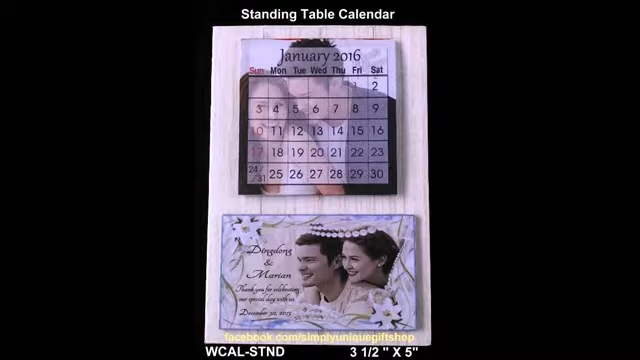 Standing Table Calendar
January 2016
Sun Mon Tue Wed Thu Fri Sat
1 2
3 4 5 6 7 8 9
10 11 12 13 14 15 16
17 18 19 20 21 22 23
24/31 25 26 27 28 29 30
Dingdong
&
Marian
Thank you for celebrating
our special day with us.
December 30, 2015
facebook.com/simplyuniquegiftshop
WCAL-STND 3 1/2 " X 5"